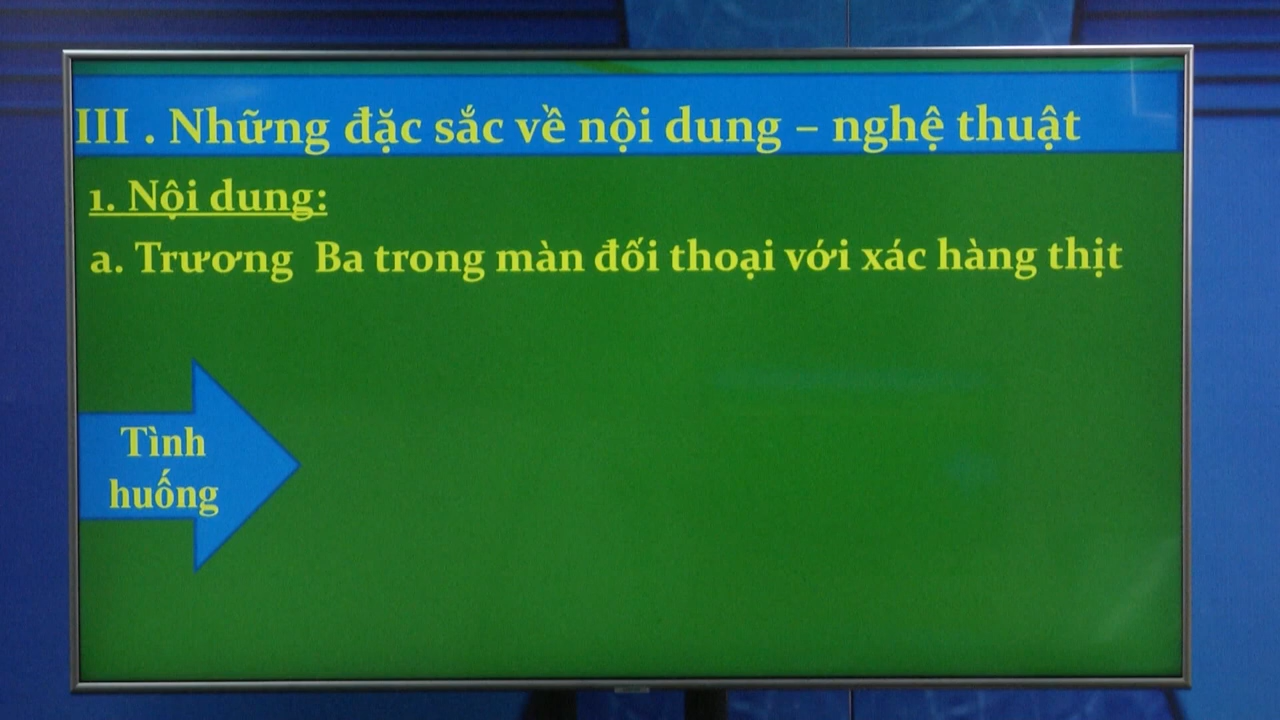 III . Những đặc sắc về nội dung – nghệ thuật
1. Nội dung:
a. Trương Ba trong màn đối thoại với xác hàng thịt
Tình
huống